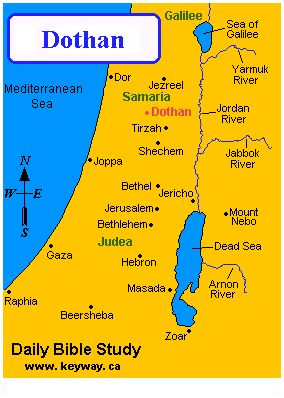 Dothan
Galilee
Sea of
Galilee
Mediterranean
Sea
Dor
Jezreel
Yarmuk
River
Samaria
Dothan
Tirzah
Jordan
River
Shechem
Jabbok
River
Joppa
N
W E
S
Bethel
Jericho
Jerusalem
Mount
Nebo
Bethlehem
Judea
Dead Sea
Gaza
Hebron
Arnon
River
Masada
Raphia
Beersheba
Zoar
Daily Bible Study
www.keyway.ca